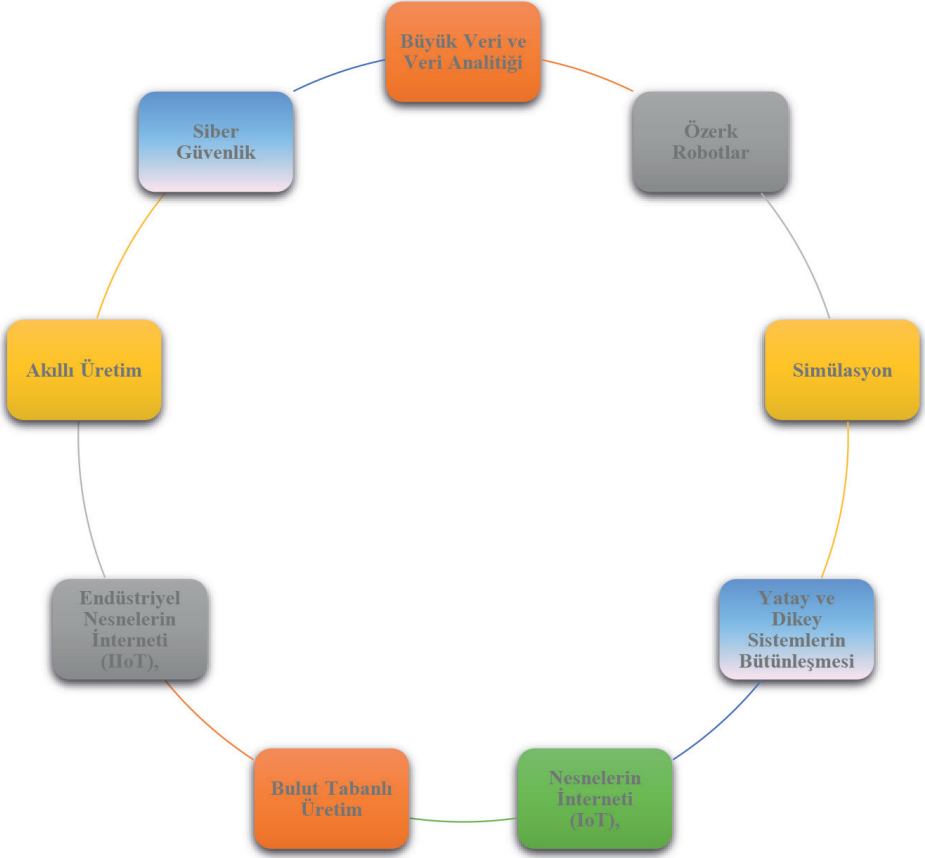 Büyük Veri ve
Veri Analitiği
Özerk
Robotlar
Simülasyon
Yatay ve
Dikey
Sistemlerin
Bütünleşmesi
Nesnelerin
İnterneti
(IoT),
Bulut Tabanlı
Üretim
Endüstriyel
Nesnelerin
İnterneti
(IIoT),
Akıllı Üretim
Siber
Güvenlik